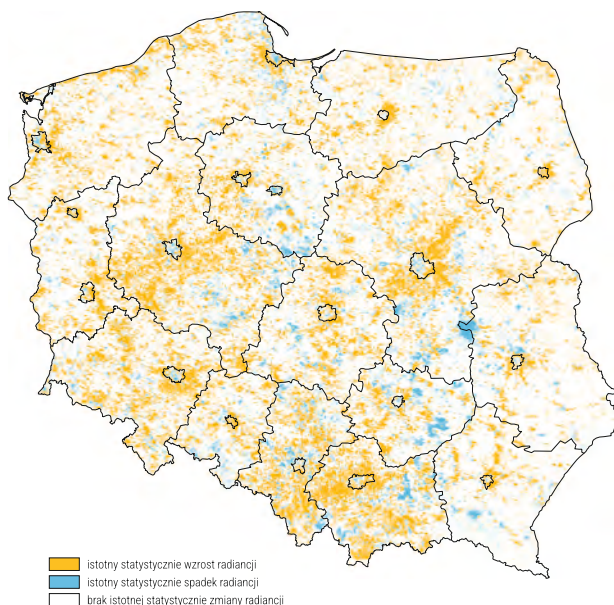 istotny statystycznie wzrost radiancji
istotny statystycznie spadek radiancji
brak istotnej statystycznie zmiany radiancji